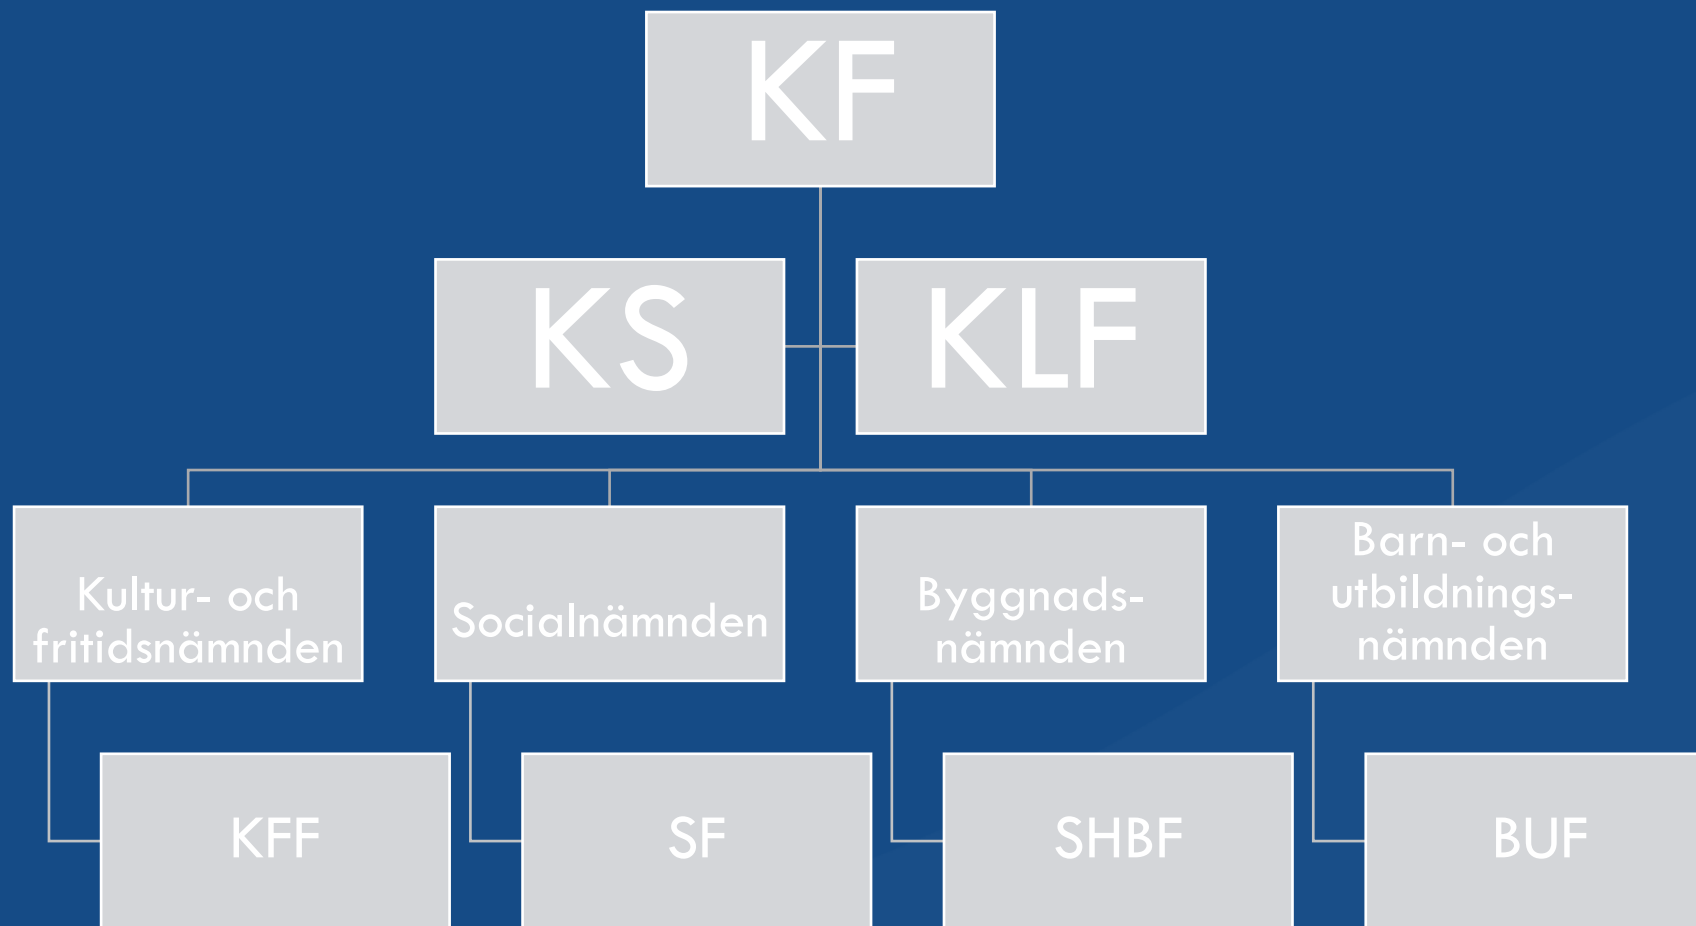 KF
KS
KLF
Kultur- och
fritidsnämnden
Socialnämnden
Byggnads-
nämnden
Barn- och
utbildnings-
nämnden
KFF
SF
SHBF
BUF